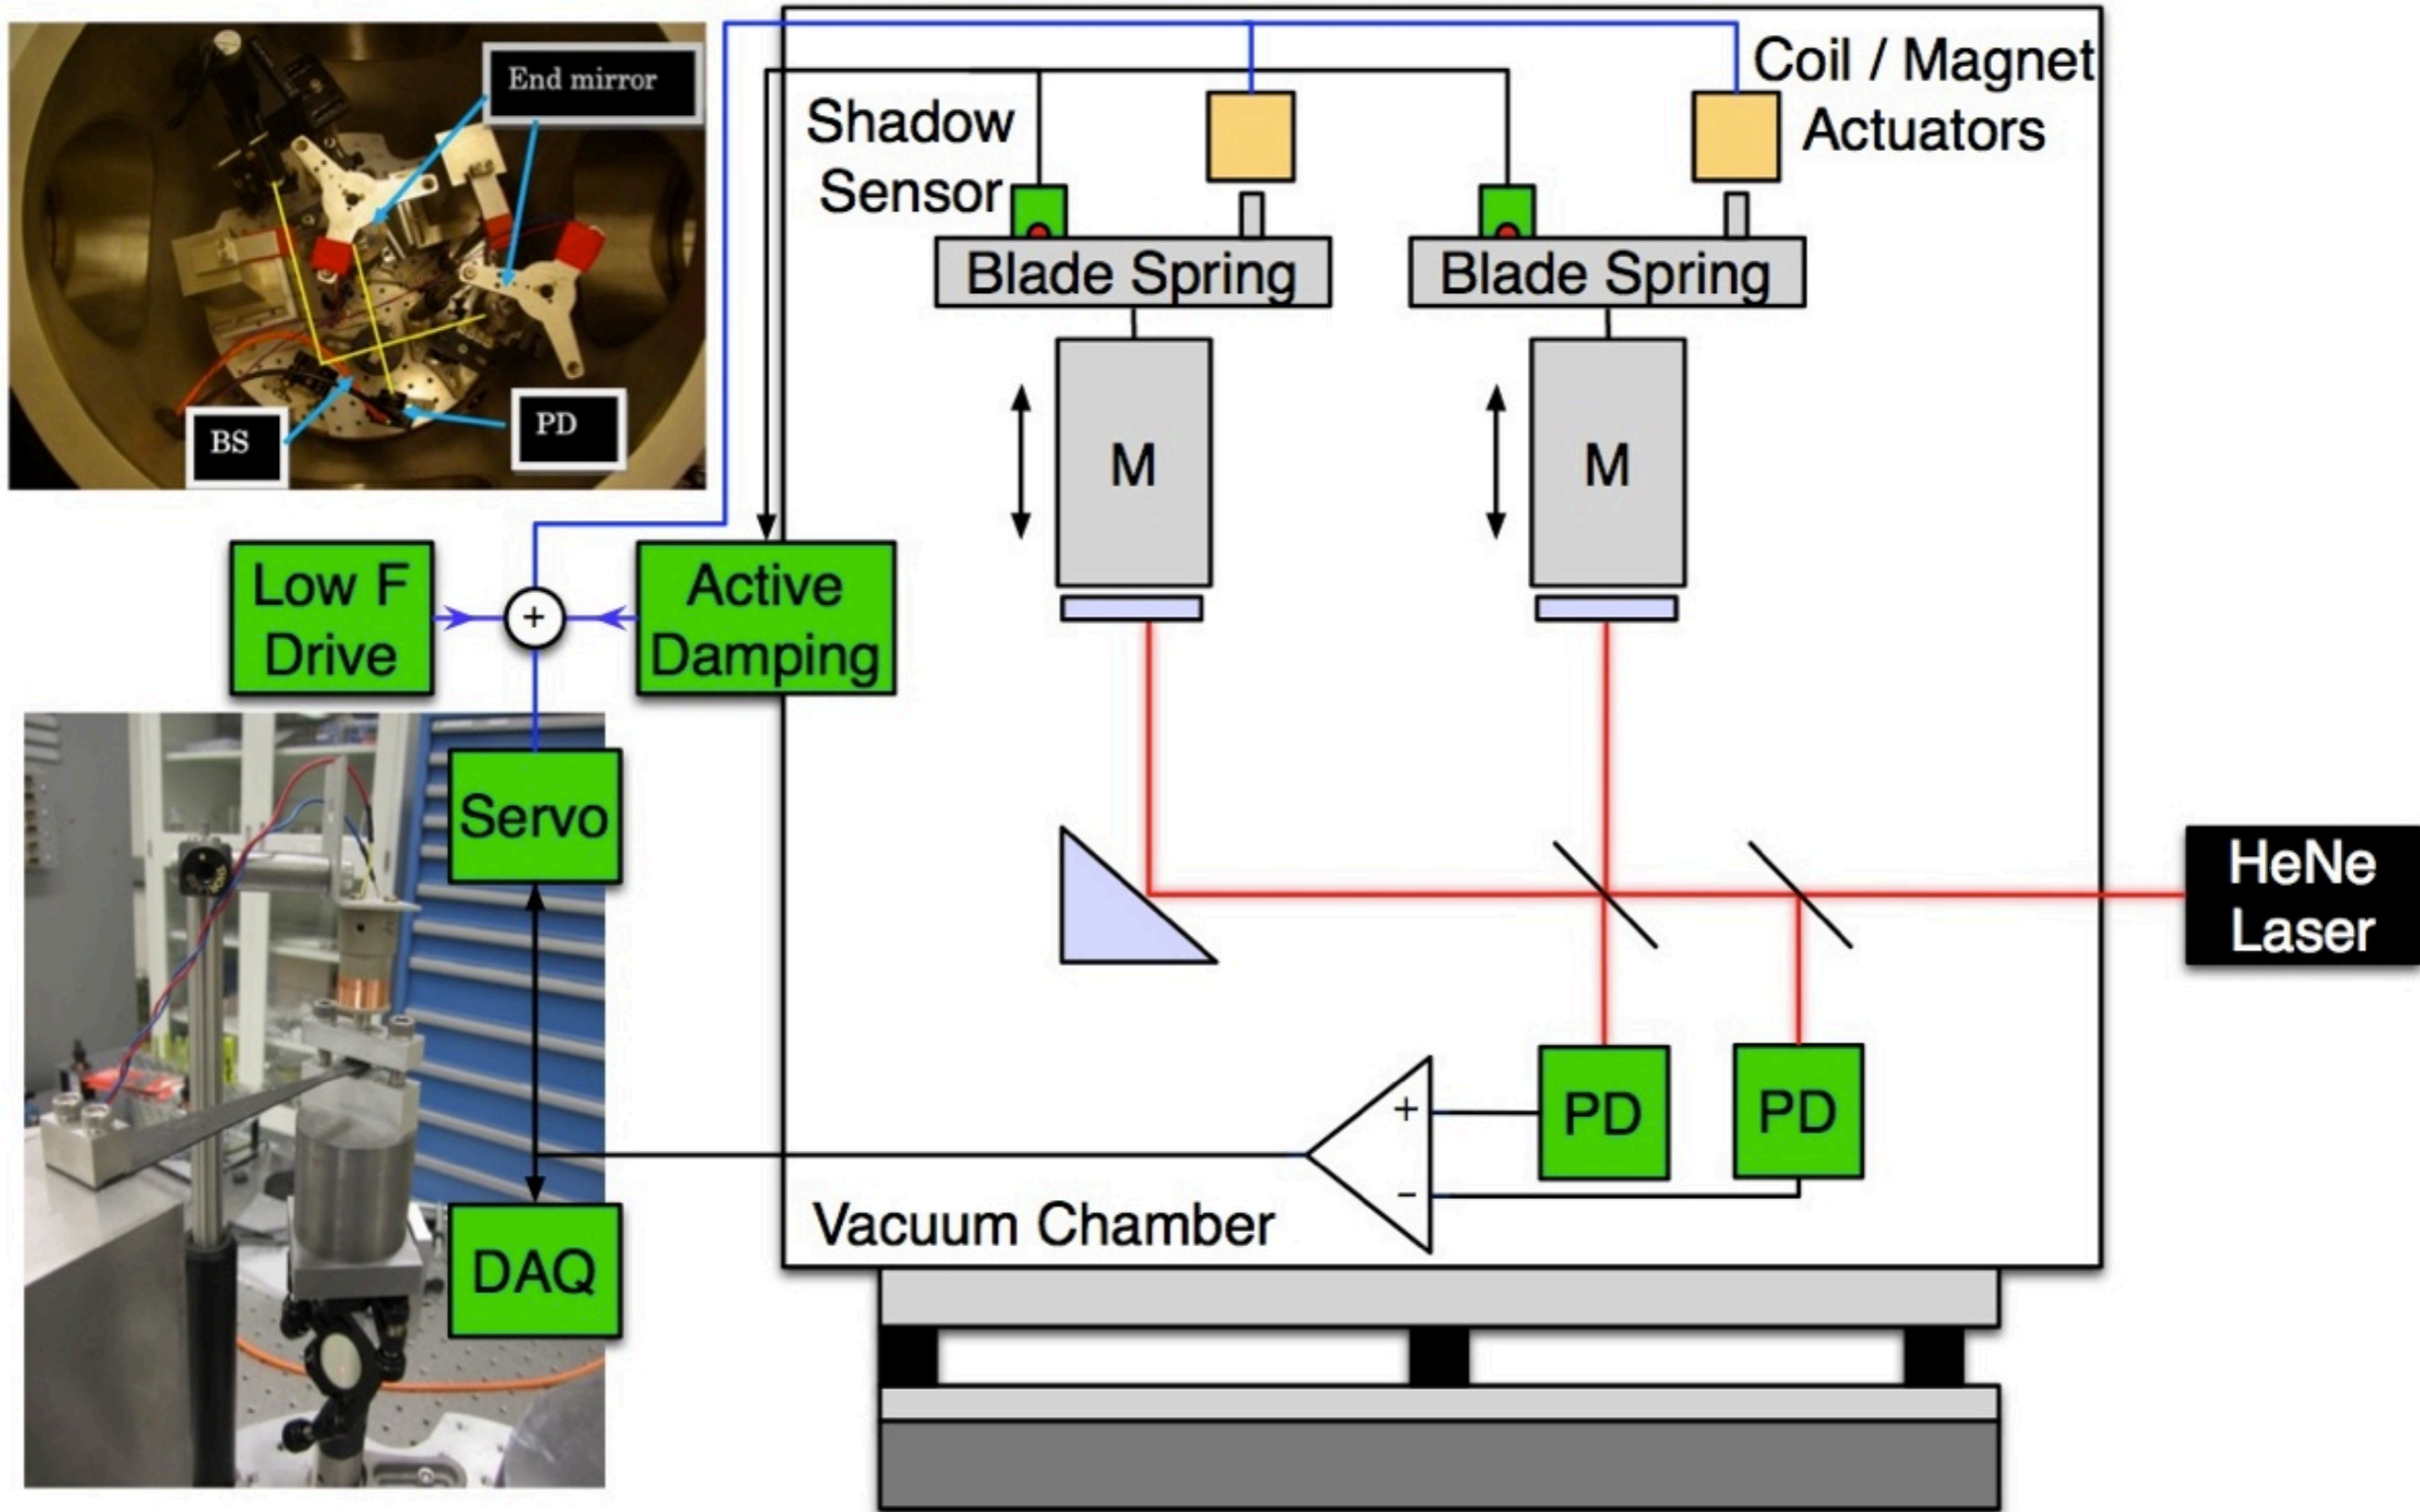 End mirror
BS
PD
Coil / Magnet
Actuators
Shadow
Sensor
Blade Spring
Blade Spring
M
M
Low F
Drive
+
Active
Damping
Servo
HeNe
Laser
+
−
PD
PD
Vacuum Chamber
DAQ